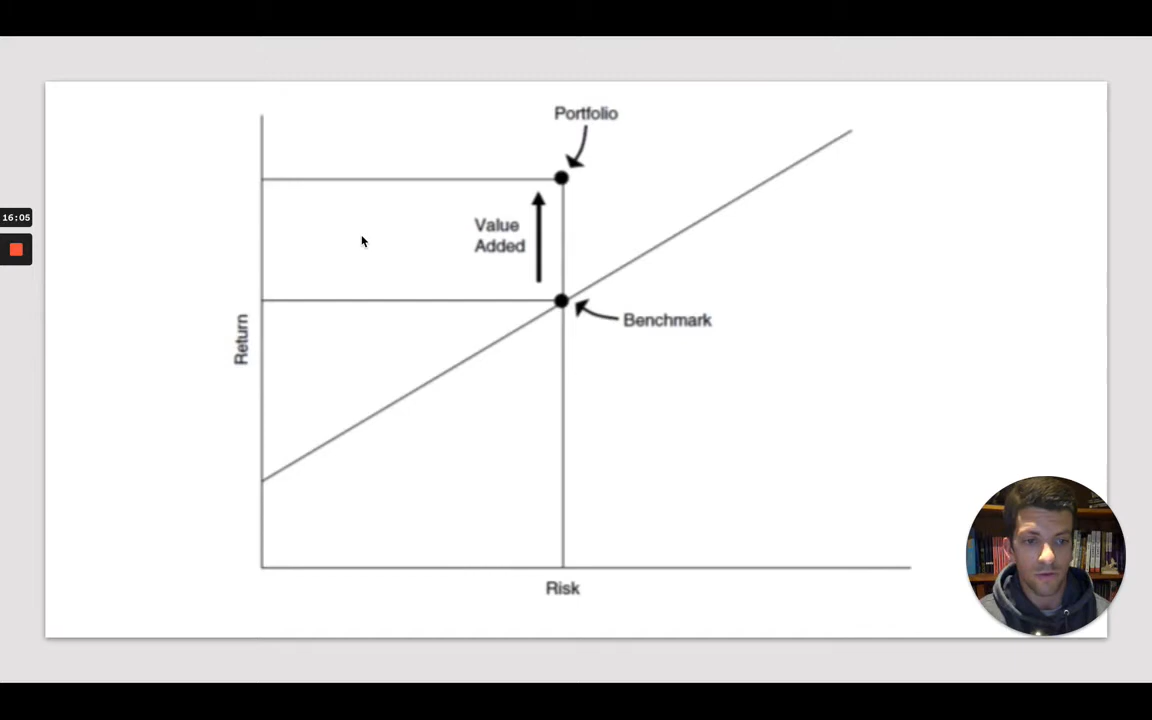 Portfolio
16:05
Value
Added
Benchmark
Return
Risk